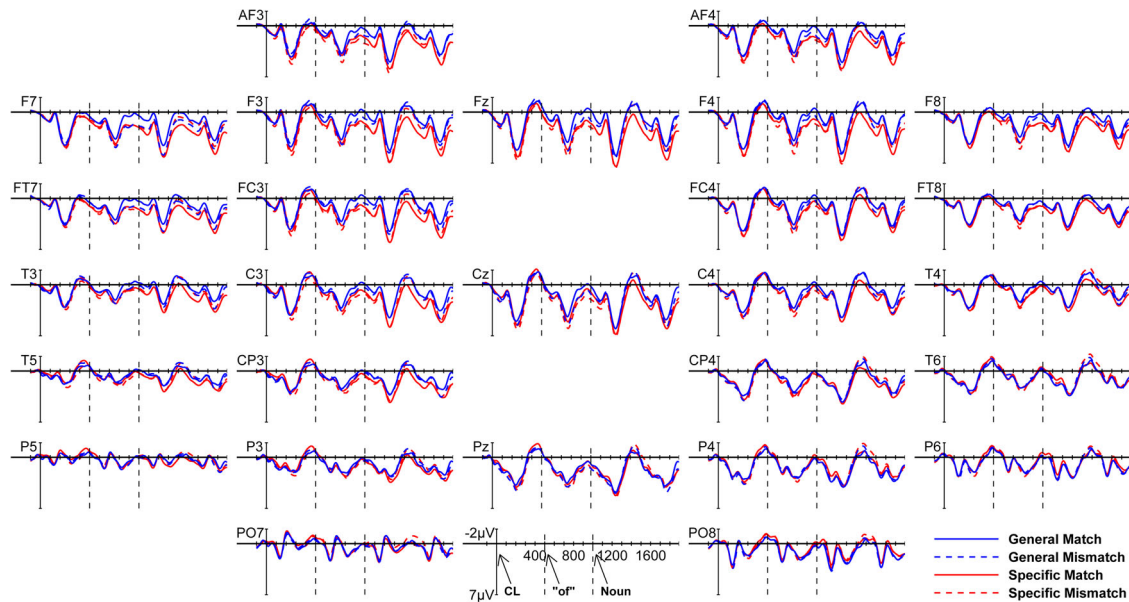 AF3 AF4
F7 F3 Fz F4 F8
FT7 FC3 FC4 FT8
T3 C3 Cz C4 T4
T5 CP3 CP4 T6
P5 P3 Pz P4 P6
PO7 -2µV PO8
400 800 1200 1600
7µV CL "of" Noun
General Match
General Mismatch
Specific Match
Specific Mismatch